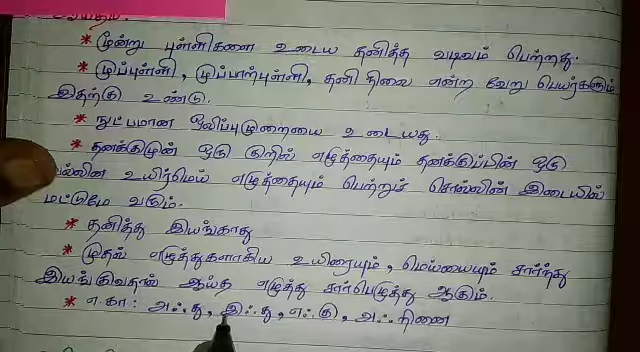 * மூன்று புள்ளிகளை உடைய தனித்த வடிவம் பெற்றது.
* முப்புள்ளி, முப்பாற்புள்ளி, தனி நிலை என்ற வேறு பெயர்களும்
இதற்கு உண்டு.
* நுட்பமான ஒலிப்புமுறையை உடையது.
* தனக்குமுன் ஒரு குறில் எழுத்தையும் தனக்குப்பின் ஒரு
வல்லின உயிர்மெய் எழுத்தையும் பெற்றுச் சொல்லின் இடையில்
மட்டுமே வரும்.
* தனித்து இயங்காது
* முதல் எழுத்துகளாகிய உயிரையும், மெய்யையும் சார்ந்து
இயங்குவதால் ஆய்த எழுத்து சார்பெழுத்து ஆகும்.
* எ.கா: அஃது, இஃது, எஃகு, அஃறிணை